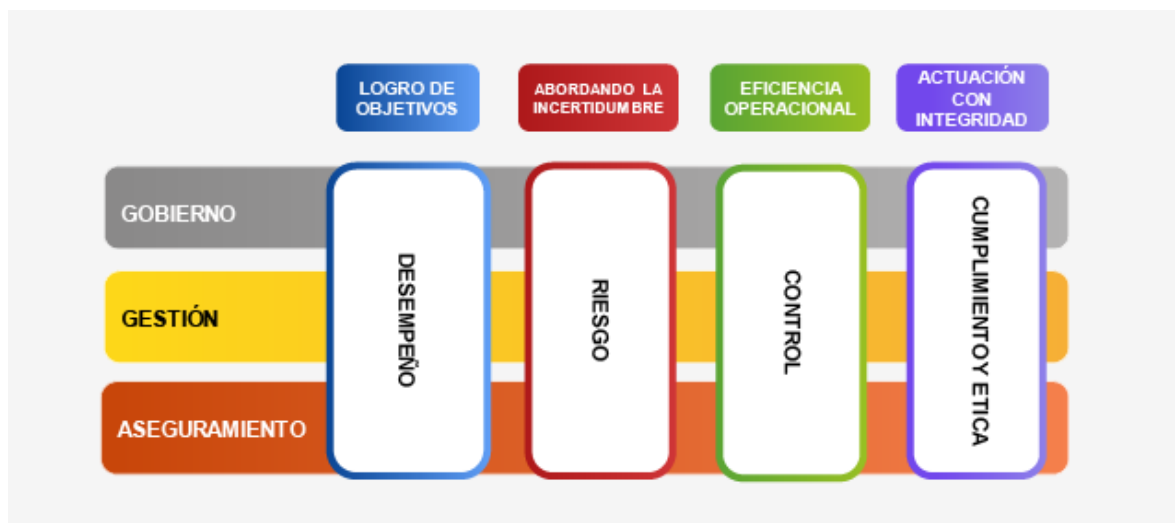 LOGRO DE
OBJETIVOS
ABORDANDO LA
INCERTIDUMBRE
EFICIENCIA
OPERACIONAL
ACTUACIÓN
CON
INTEGRIDAD
GOBIERNO
GESTIÓN
ASEGURAMIENTO
DESEMPEÑO
RIESGO
CONTROL
CUMPLIMIENTO Y ETICA